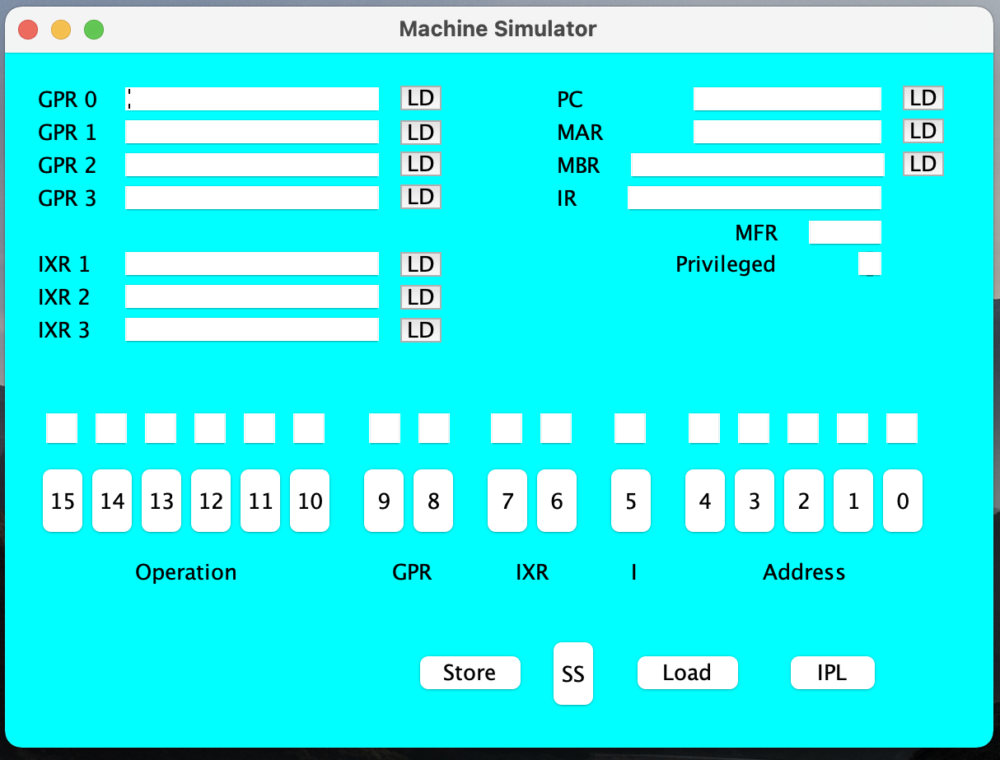 Machine Simulator
GPR 0 LD PC LD
GPR 1 LD MAR LD
GPR 2 LD MBR LD
GPR 3 LD IR
MFR
IXR 1 LD Privileged
IXR 2 LD
IXR 3 LD
15 14 13 12 11 10 9 8 7 6 5 4 3 2 1 0
Operation GPR IXR I Address
Store SS Load IPL